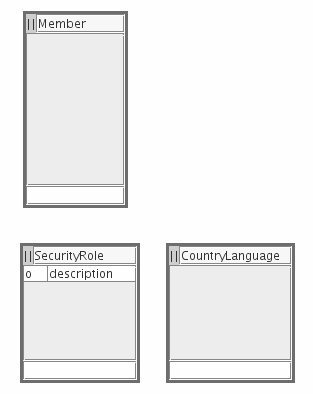 Member
SecurityRole
o description
CountryLanguage